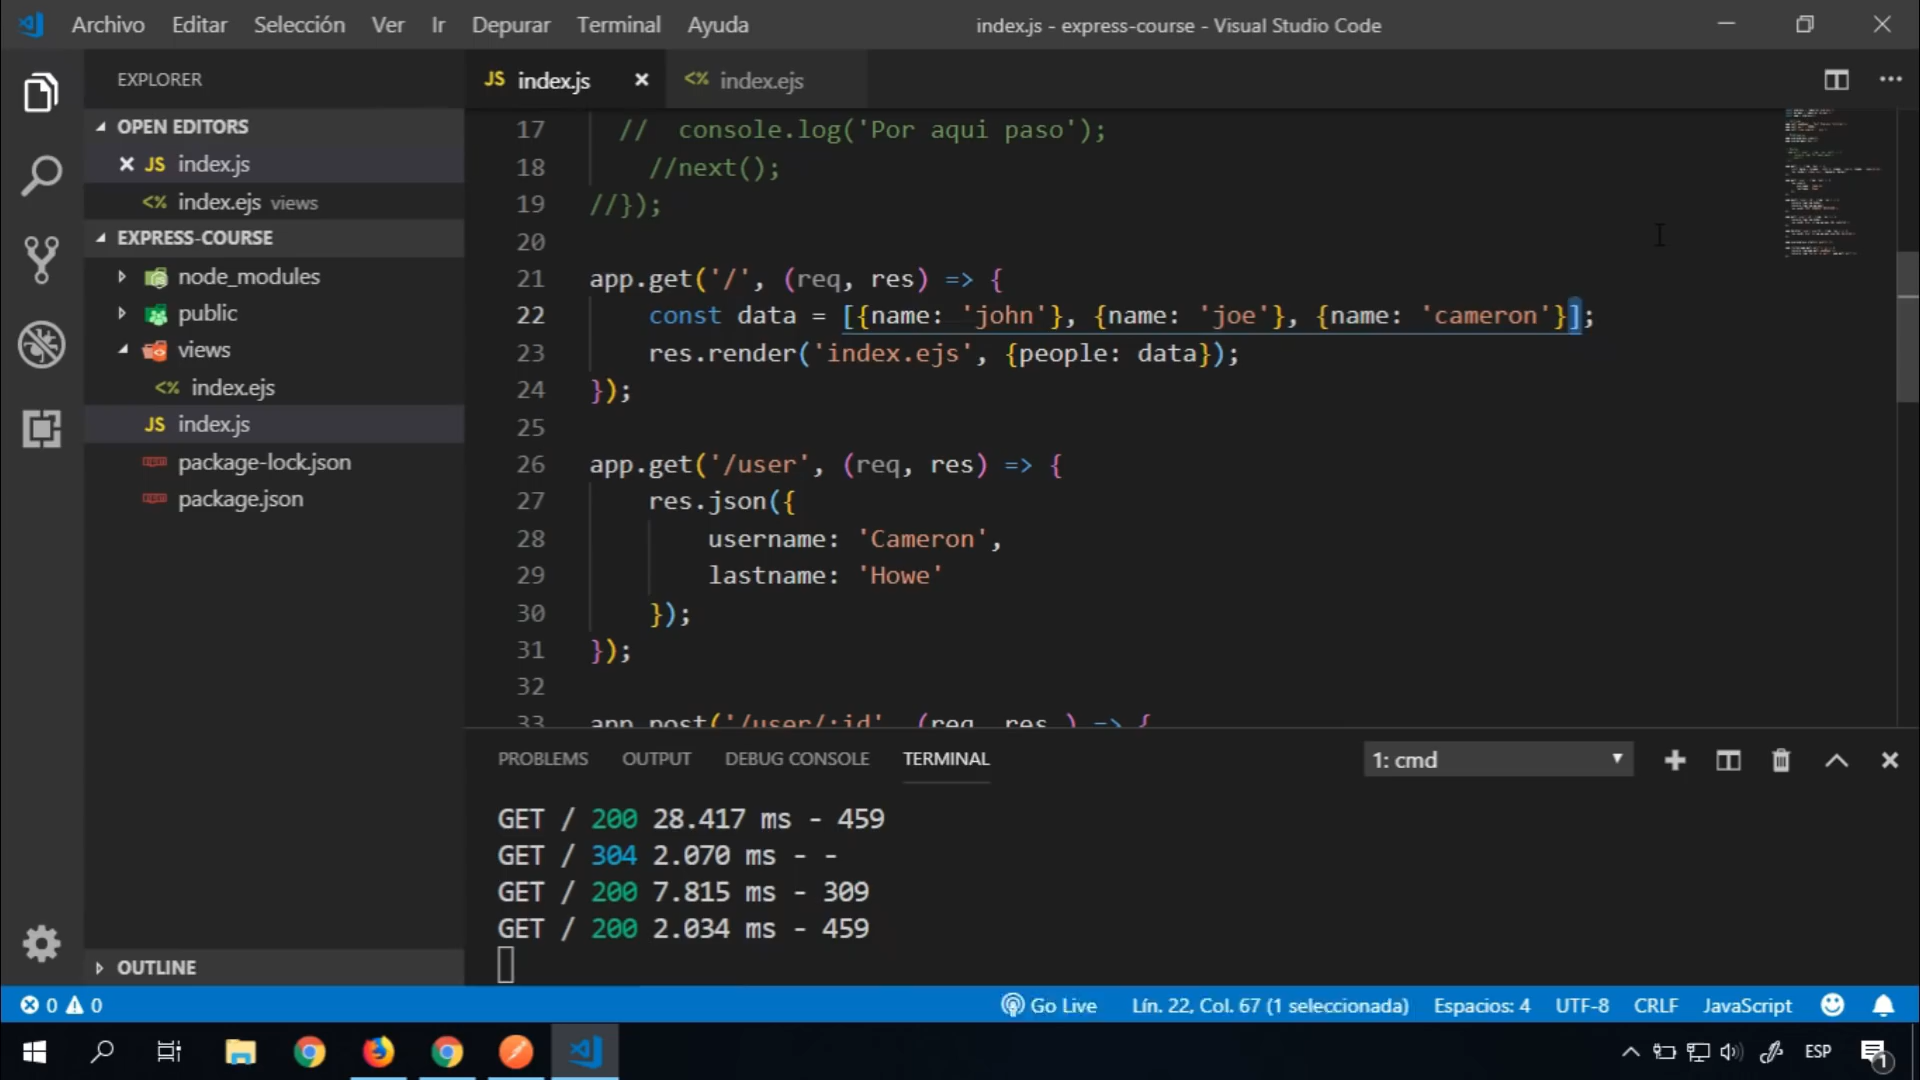 Archivo Editar Selección Ver Ir Depurar Terminal Ayuda index.js - express-course - Visual Studio Code
EXPLORER
OPEN EDITORS
JS index.js
<% index.ejs views
EXPRESS-COURSE
node_modules
public
views
<% index.ejs
JS index.js
package-lock.json
package.json
OUTLINE
JS index.js
<% index.ejs
17 // console.log('Por aqui paso');
18 //next();
19 //});
20
21 app.get('/', (req, res) => {
22 const data = [{name: 'john'}, {name: 'joe'}, {name: 'cameron'}];
23 res.render('index.ejs', {people: data});
24 });
25
26 app.get('/user', (req, res) => {
27 res.json({
28 username: 'Cameron',
29 lastname: 'Howe'
30 });
31 });
32
33 app.post('/user/:id', (req, res ) => {
PROBLEMS OUTPUT DEBUG CONSOLE TERMINAL 1: cmd
GET / 200 28.417 ms - 459
GET / 304 2.070 ms - -
GET / 200 7.815 ms - 309
GET / 200 2.034 ms - 459
0 0 Go Live Lín. 22, Col. 67 (1 seleccionada) Espacios: 4 UTF-8 CRLF JavaScript
ESP 1